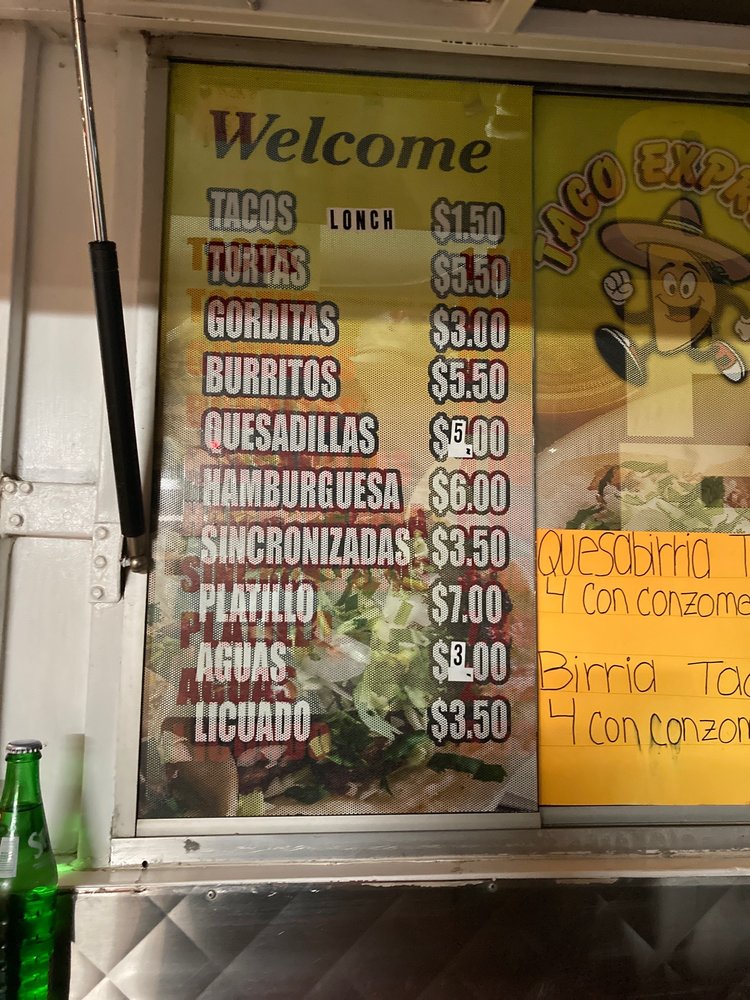 Welcome
TACOS LONCH $1.50
TORTAS $5.50
GORDITAS $3.00
BURRITOS $5.50
QUESADILLAS $5.00
HAMBURGUESA $6.00
SINCRONIZADAS $3.50
PLATILLO $7.00
AGUAS $3.00
LICUADO $3.50
TACO EXPR
Quesabirria T
4 con conzome
Birria Tac
4 con conzom